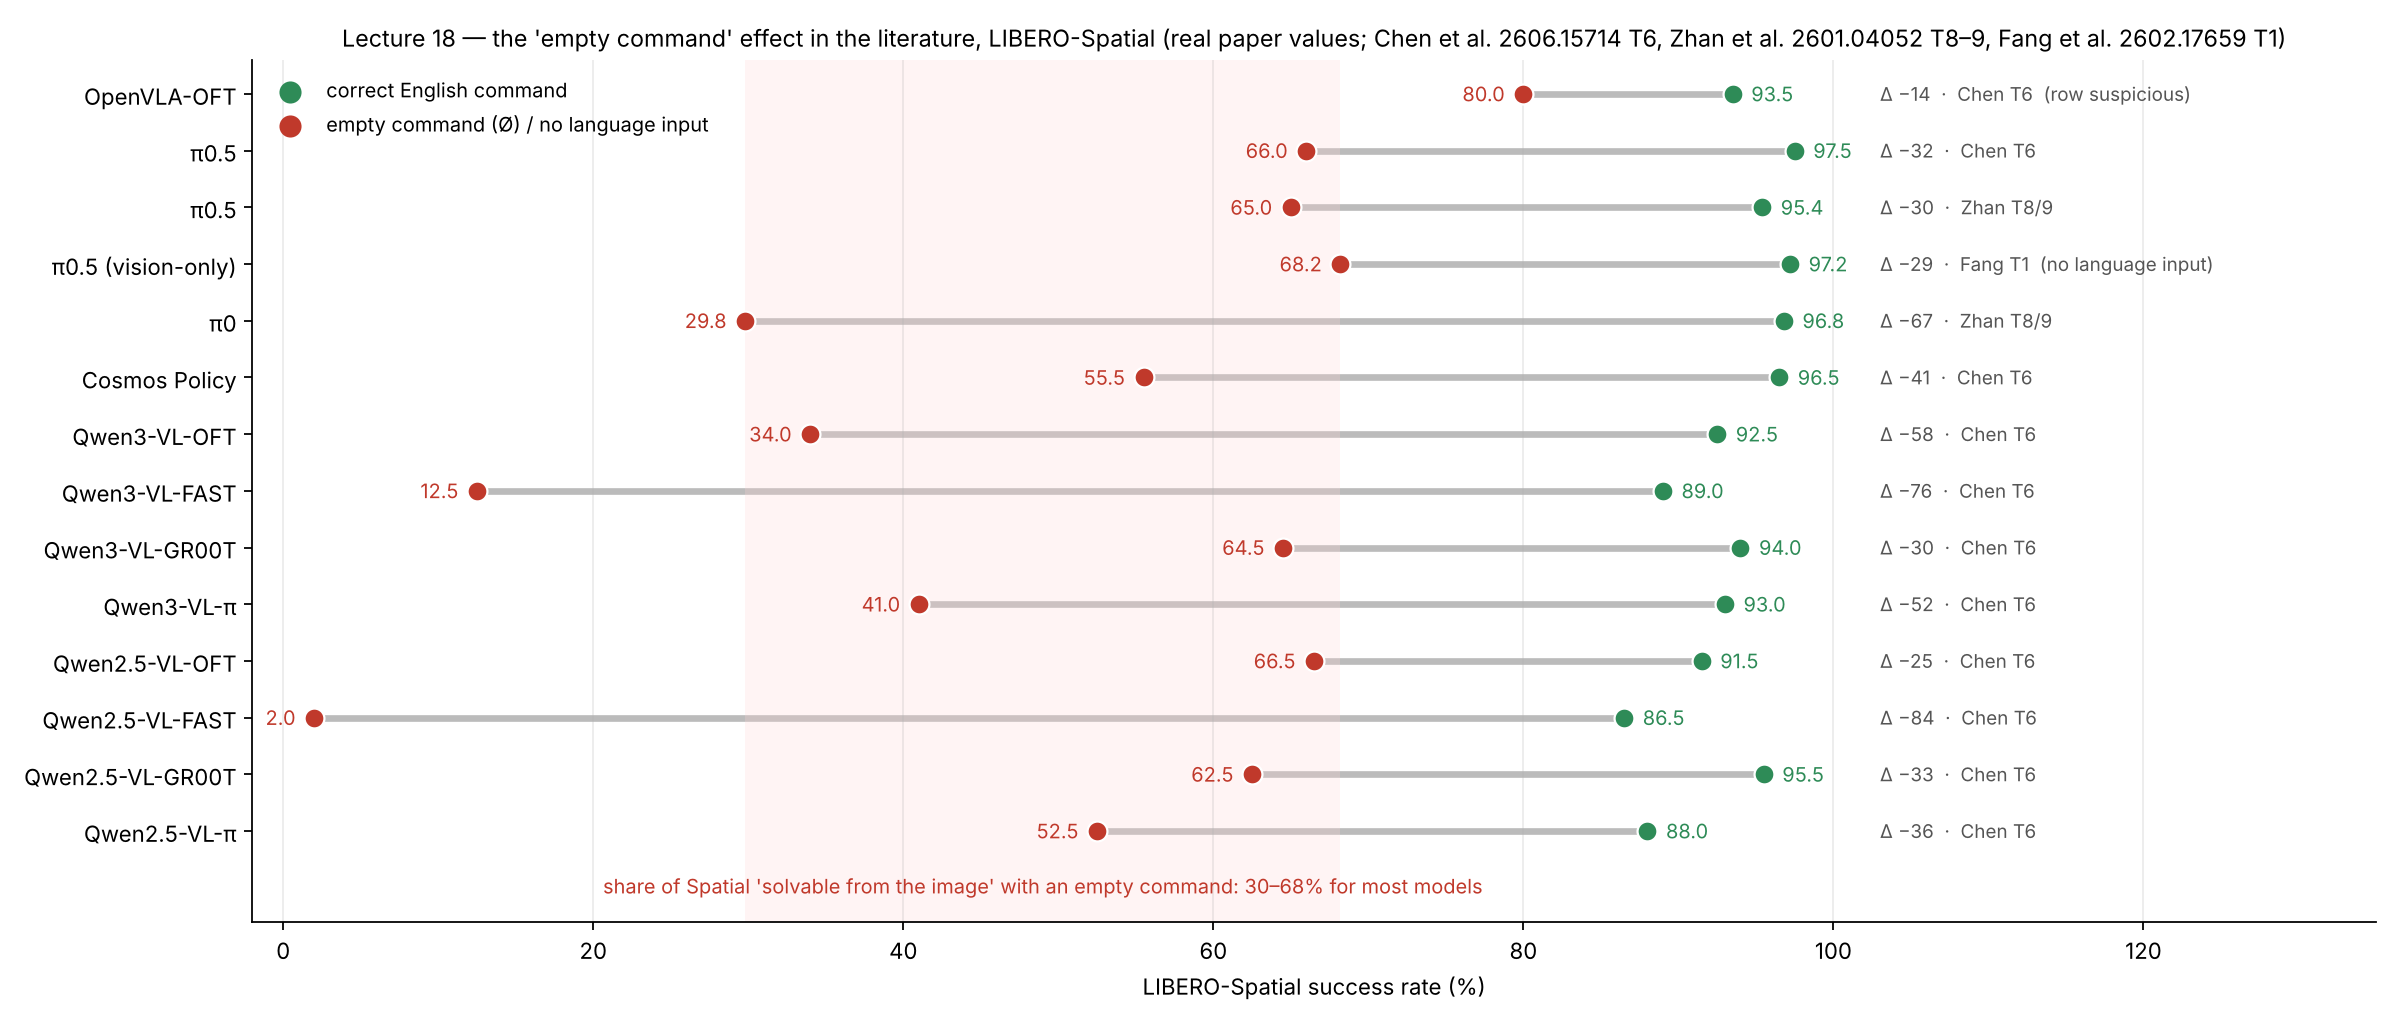 Lecture 18 — the 'empty command' effect in the literature, LIBERO-Spatial (real paper values; Chen et al. 2606.15714 T6, Zhan et al. 2601.04052 T8–9, Fang et al. 2602.17659 T1)
correct English command
empty command (Ø) / no language input
OpenVLA-OFT 80.0 93.5 Δ −14 · Chen T6 (row suspicious)
π0.5 66.0 97.5 Δ −32 · Chen T6
π0.5 65.0 95.4 Δ −30 · Zhan T8/9
π0.5 (vision-only) 68.2 97.2 Δ −29 · Fang T1 (no language input)
π0 29.8 96.8 Δ −67 · Zhan T8/9
Cosmos Policy 55.5 96.5 Δ −41 · Chen T6
Qwen3-VL-OFT 34.0 92.5 Δ −58 · Chen T6
Qwen3-VL-FAST 12.5 89.0 Δ −76 · Chen T6
Qwen3-VL-GR00T 64.5 94.0 Δ −30 · Chen T6
Qwen3-VL-π 41.0 93.0 Δ −52 · Chen T6
Qwen2.5-VL-OFT 66.5 91.5 Δ −25 · Chen T6
Qwen2.5-VL-FAST 2.0 86.5 Δ −84 · Chen T6
Qwen2.5-VL-GR00T 62.5 95.5 Δ −33 · Chen T6
Qwen2.5-VL-π 52.5 88.0 Δ −36 · Chen T6
share of Spatial 'solvable from the image' with an empty command: 30–68% for most models
0 20 40 60 80 100 120
LIBERO-Spatial success rate (%)